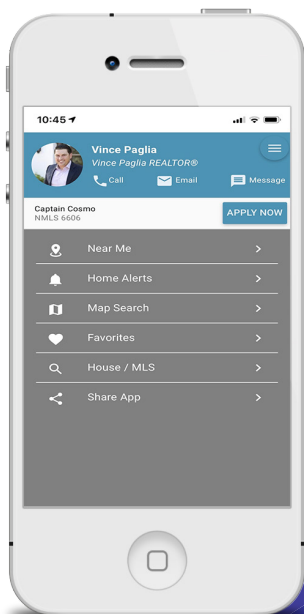 10:45
Vince Paglia
Vince Paglia REALTOR®
Call Email Message
Captain Cosmo
NMLS 6606
APPLY NOW
Near Me
Home Alerts
Map Search
Favorites
House / MLS
Share App